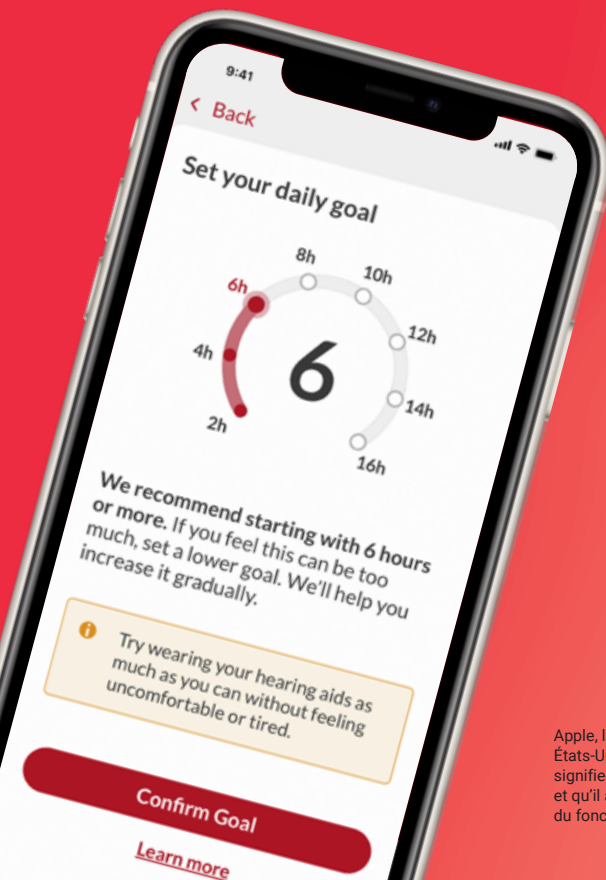 9:41
Back
Set your daily goal
8h
10h
6h
12h
4h
6
14h
2h
16h
We recommend starting with 6 hours
or more. If you feel this can be too
much, set a lower goal. We'll help you
increase it gradually.
Try wearing your hearing aids as
much as you can without feeling
uncomfortable or tired.
Confirm Goal
Learn more
Apple,
signifie
et qu'il